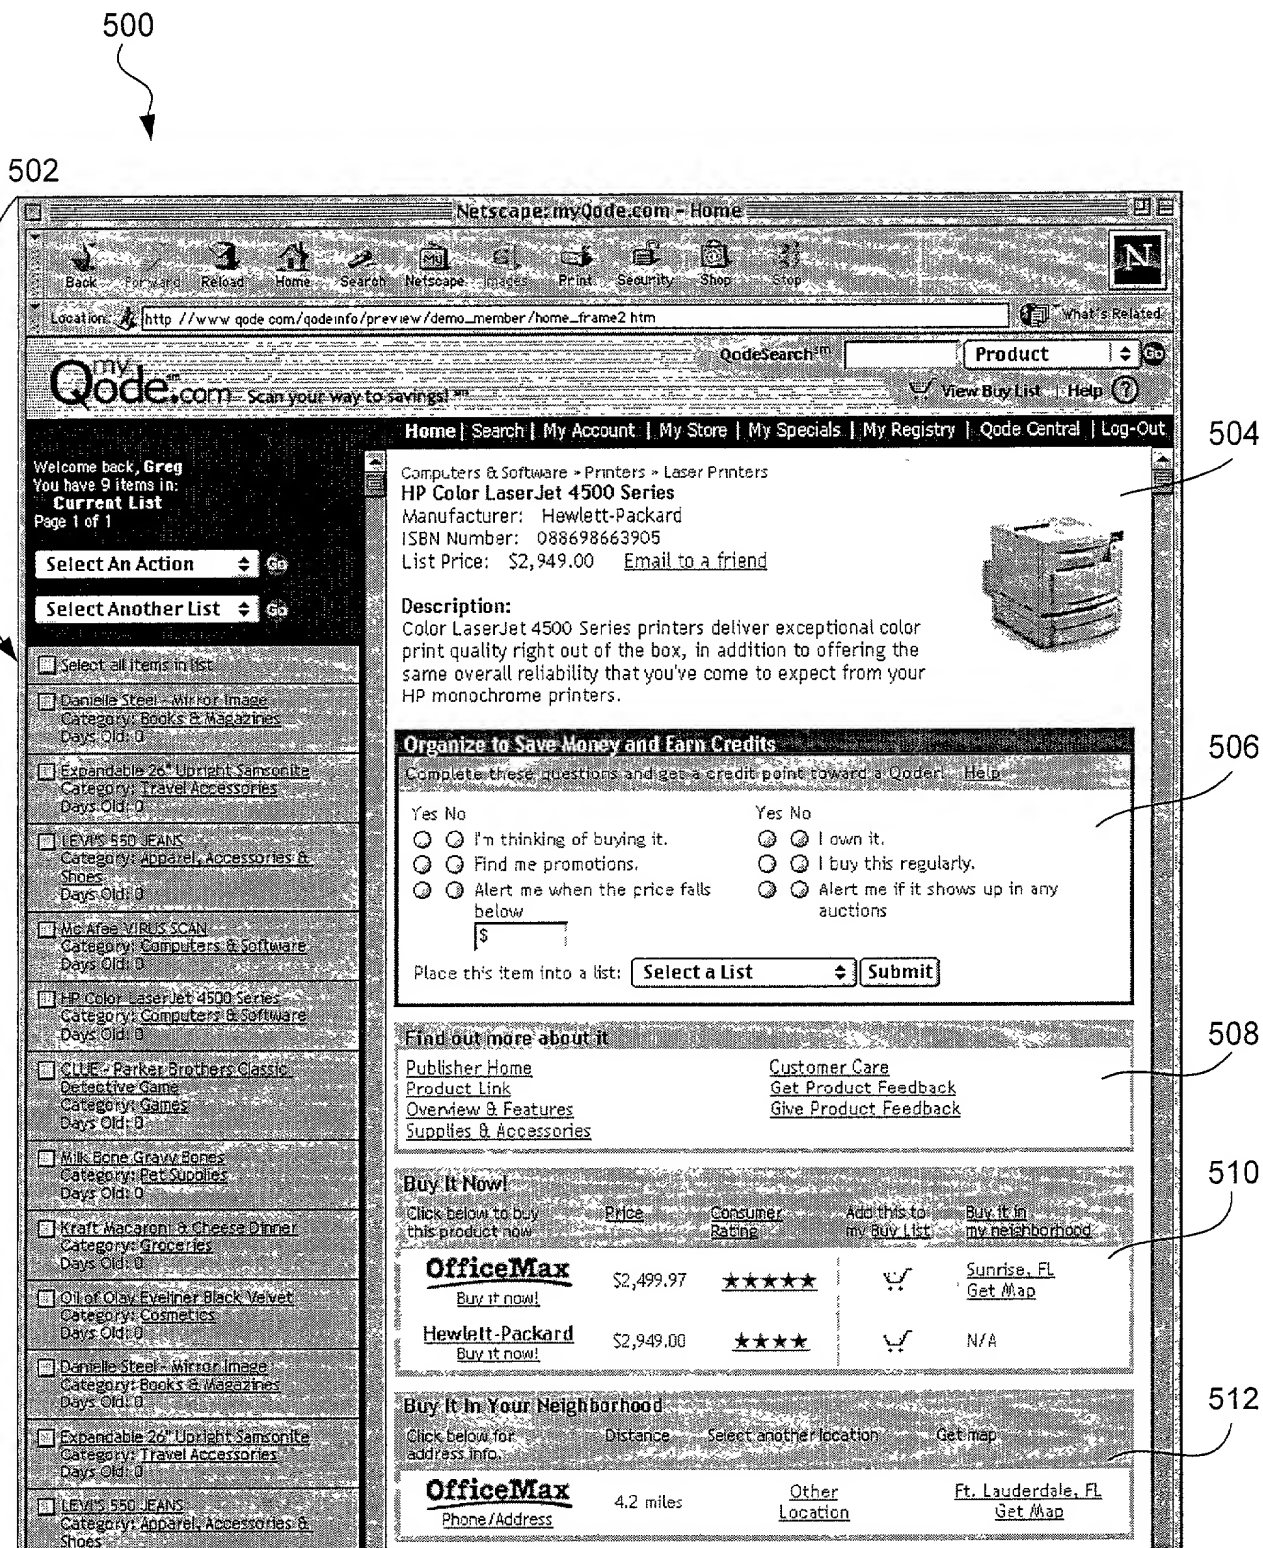 500
502
Netscape: myQode.com - Home
Back Forward Reload Home Search Netscape Images Print Security Shop Stop
N
Location: http://www.qode.com/qodeinfo/preview/demo_member/home_frame2.htm What's Related
QodeSearch sm Product Go
my Qode.com sm Scan your way to savings! sm
View Buy List | Help ?
Home | Search | My Account | My Store | My Specials | My Registry | Qode Central | Log-Out
504
Welcome back, Greg
You have 9 items in:
Current List
Page 1 of 1
Select An Action Go
Select Another List Go
Select all items in list
Danielle Steel - Mirror Image
Category: Books & Magazines
Days Old: 0
Expandable 26" Upright Samsonite
Category: Travel Accessories
Days Old: 0
LEVI'S 550 JEANS
Category: Apparel, Accessories &
Shoes
Days Old: 0
Mc Afee VIRUS SCAN
Category: Computers & Software
Days Old: 0
HP Color LaserJet 4500 Series
Category: Computers & Software
Days Old: 0
CLUE - Parker Brothers Classic
Detective Game
Category: Games
Days Old: 0
Milk Bone Gravy Bones
Category: Pet Supplies
Days Old: 0
Kraft Macaroni & Cheese Dinner
Category: Groceries
Days Old: 0
Oil of Olay Eyeliner Black Velvet
Category: Cosmetics
Days Old: 0
Danielle Steel - Mirror Image
Category: Books & Magazines
Days Old: 0
Expandable 26" Upright Samsonite
Category: Travel Accessories
Days Old: 0
LEVI'S 550 JEANS
Category: Apparel, Accessories &
Shoes
Computers & Software » Printers » Laser Printers
HP Color LaserJet 4500 Series
Manufacturer: Hewlett-Packard
ISBN Number: 088698663905
List Price: $2,949.00 Email to a friend
Description:
Color LaserJet 4500 Series printers deliver exceptional color
print quality right out of the box, in addition to offering the
same overall reliability that you've come to expect from your
HP monochrome printers.
Organize to Save Money and Earn Credits
506
Complete these questions and get a credit point toward a Qoder! Help
Yes No Yes No
I'm thinking of buying it. I own it.
Find me promotions. I buy this regularly.
Alert me when the price falls Alert me if it shows up in any
below auctions
$
Place this item into a list: Select a List Submit
Find out more about it
508
Publisher Home Customer Care
Product Link Get Product Feedback
Overview & Features Give Product Feedback
Supplies & Accessories
Buy It Now!
510
Click below to buy Price Consumer Add this to Buy it in
this product now Rating my Buy List my neighborhood
OfficeMax $2,499.97 ★★★★★ Sunrise, FL
Buy it now! Get Map
Hewlett-Packard $2,949.00 ★★★★ N/A
Buy it now!
Buy It In Your Neighborhood
512
Click below for Distance Select another location Get map
address info.
OfficeMax 4.2 miles Other Ft. Lauderdale, FL
Phone/Address Location Get Map